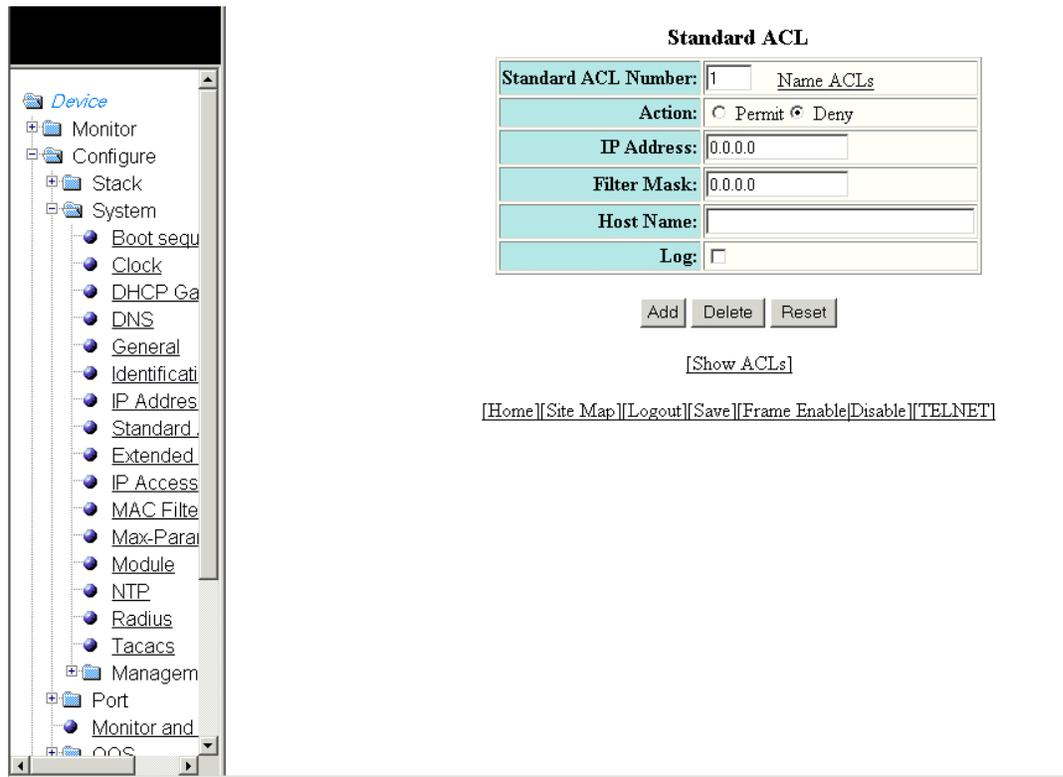 Device
Monitor
Configure
Stack
System
Boot sequ
Clock
DHCP Ga
DNS
General
Identificati
IP Addres
Standard .
Extended
IP Access
MAC Filte
Max-Para
Module
NTP
Radius
Tacacs
Managem
Port
Monitor and
QOS
Standard ACL
Standard ACL Number: 1 Name ACLs
Action: Permit Deny
IP Address: 0.0.0.0
Filter Mask: 0.0.0.0
Host Name:
Log:
Add Delete Reset
[Show ACLs]
[Home][Site Map][Logout][Save][Frame Enable|Disable][TELNET]